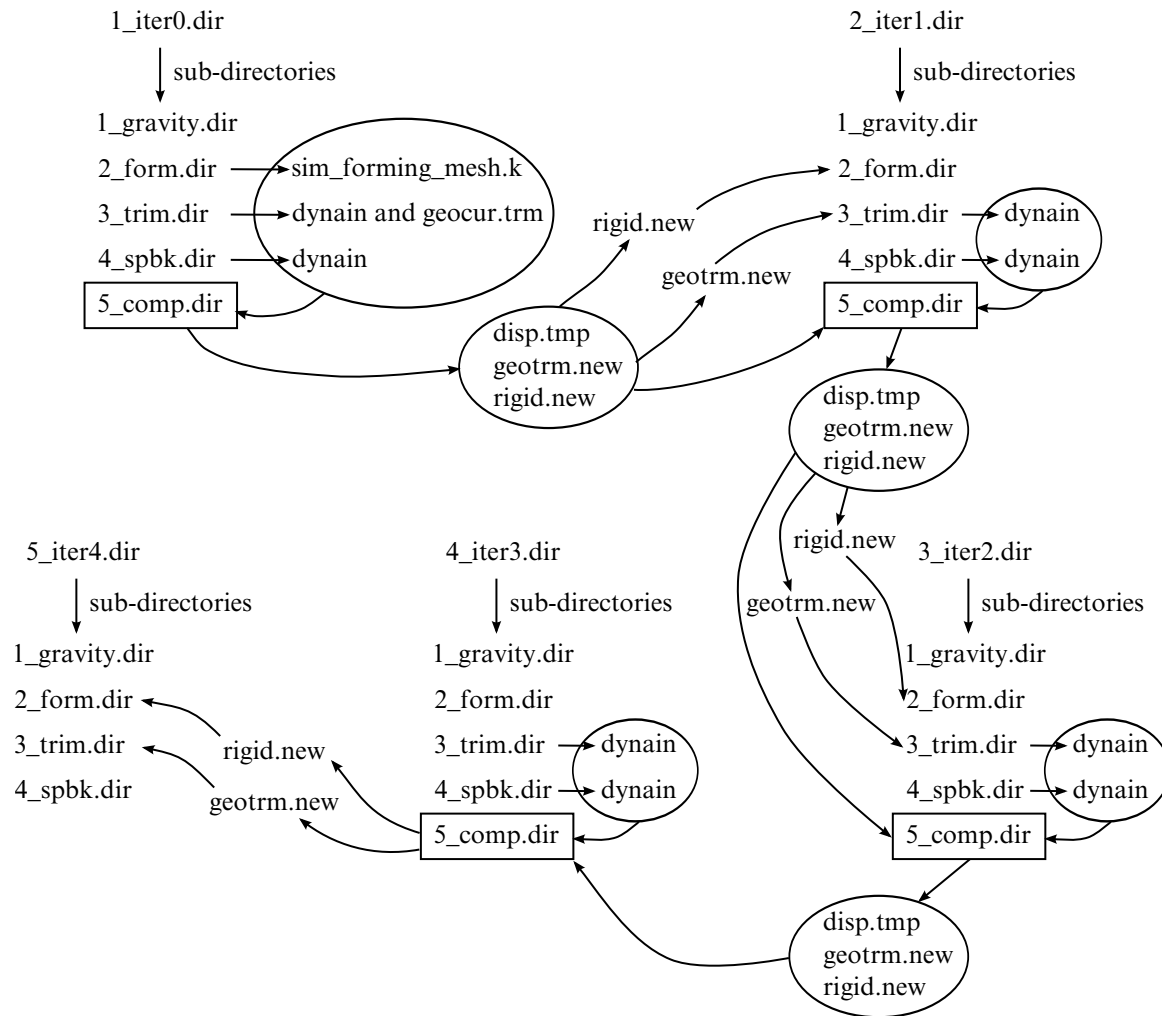 1_iter0.dir
sub-directories
1_gravity.dir
2_form.dir
sim_forming_mesh.k
3_trim.dir
dynain and geocur.trm
4_spbk.dir
dynain
5_comp.dir
disp.tmp
geotrm.new
rigid.new
rigid.new
geotrm.new
2_iter1.dir
sub-directories
1_gravity.dir
2_form.dir
3_trim.dir
dynain
4_spbk.dir
dynain
5_comp.dir
disp.tmp
geotrm.new
rigid.new
rigid.new
geotrm.new
3_iter2.dir
sub-directories
1_gravity.dir
2_form.dir
3_trim.dir
dynain
4_spbk.dir
dynain
5_comp.dir
disp.tmp
geotrm.new
rigid.new
4_iter3.dir
sub-directories
1_gravity.dir
2_form.dir
3_trim.dir
dynain
4_spbk.dir
dynain
5_comp.dir
rigid.new
geotrm.new
5_iter4.dir
sub-directories
1_gravity.dir
2_form.dir
3_trim.dir
4_spbk.dir